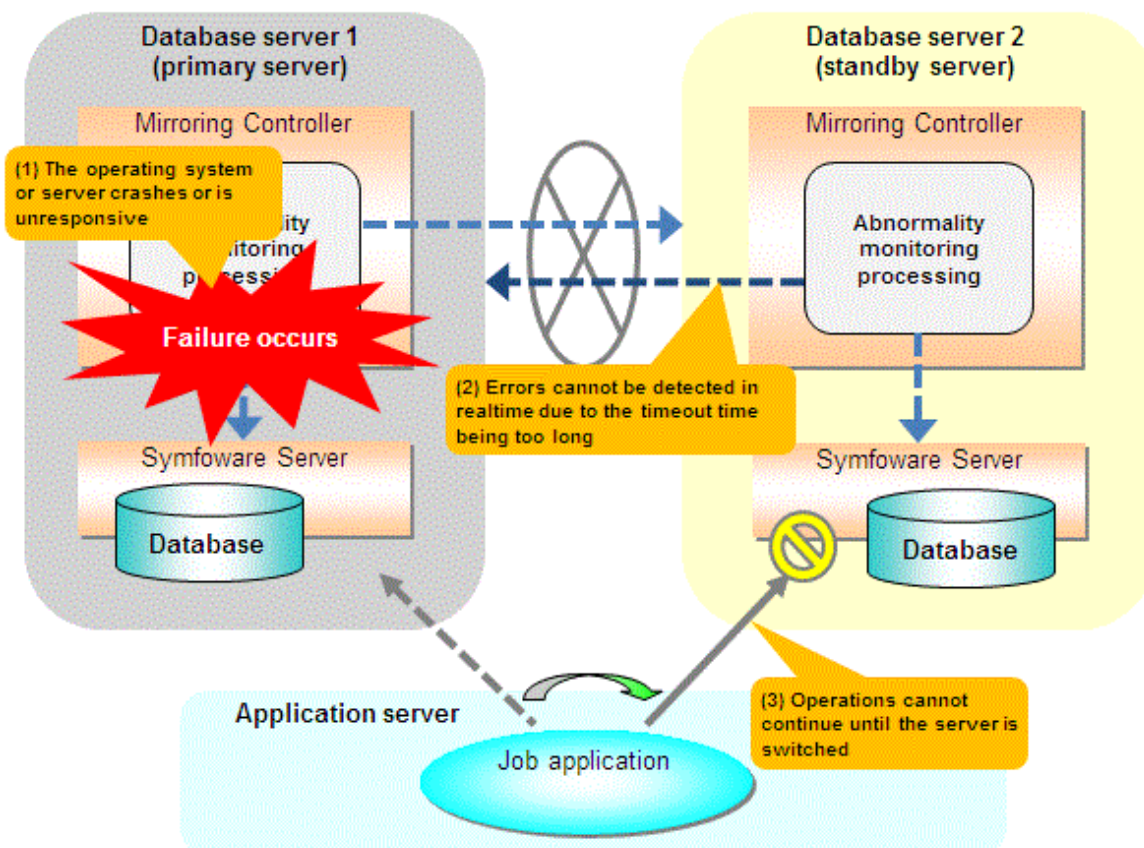 Database server 1
(primary server)
Mirroring Controller
(1) The operating system
or server crashes or is
unresponsive
Failure occurs
Symfoware Server
Database
Database server 2
(standby server)
Mirroring Controller
Abnormality
monitoring
processing
(2) Errors cannot be detected in
realtime due to the timeout time
being too long
Symfoware Server
Database
(3) Operations cannot
continue until the server is
switched
Application server
Job application